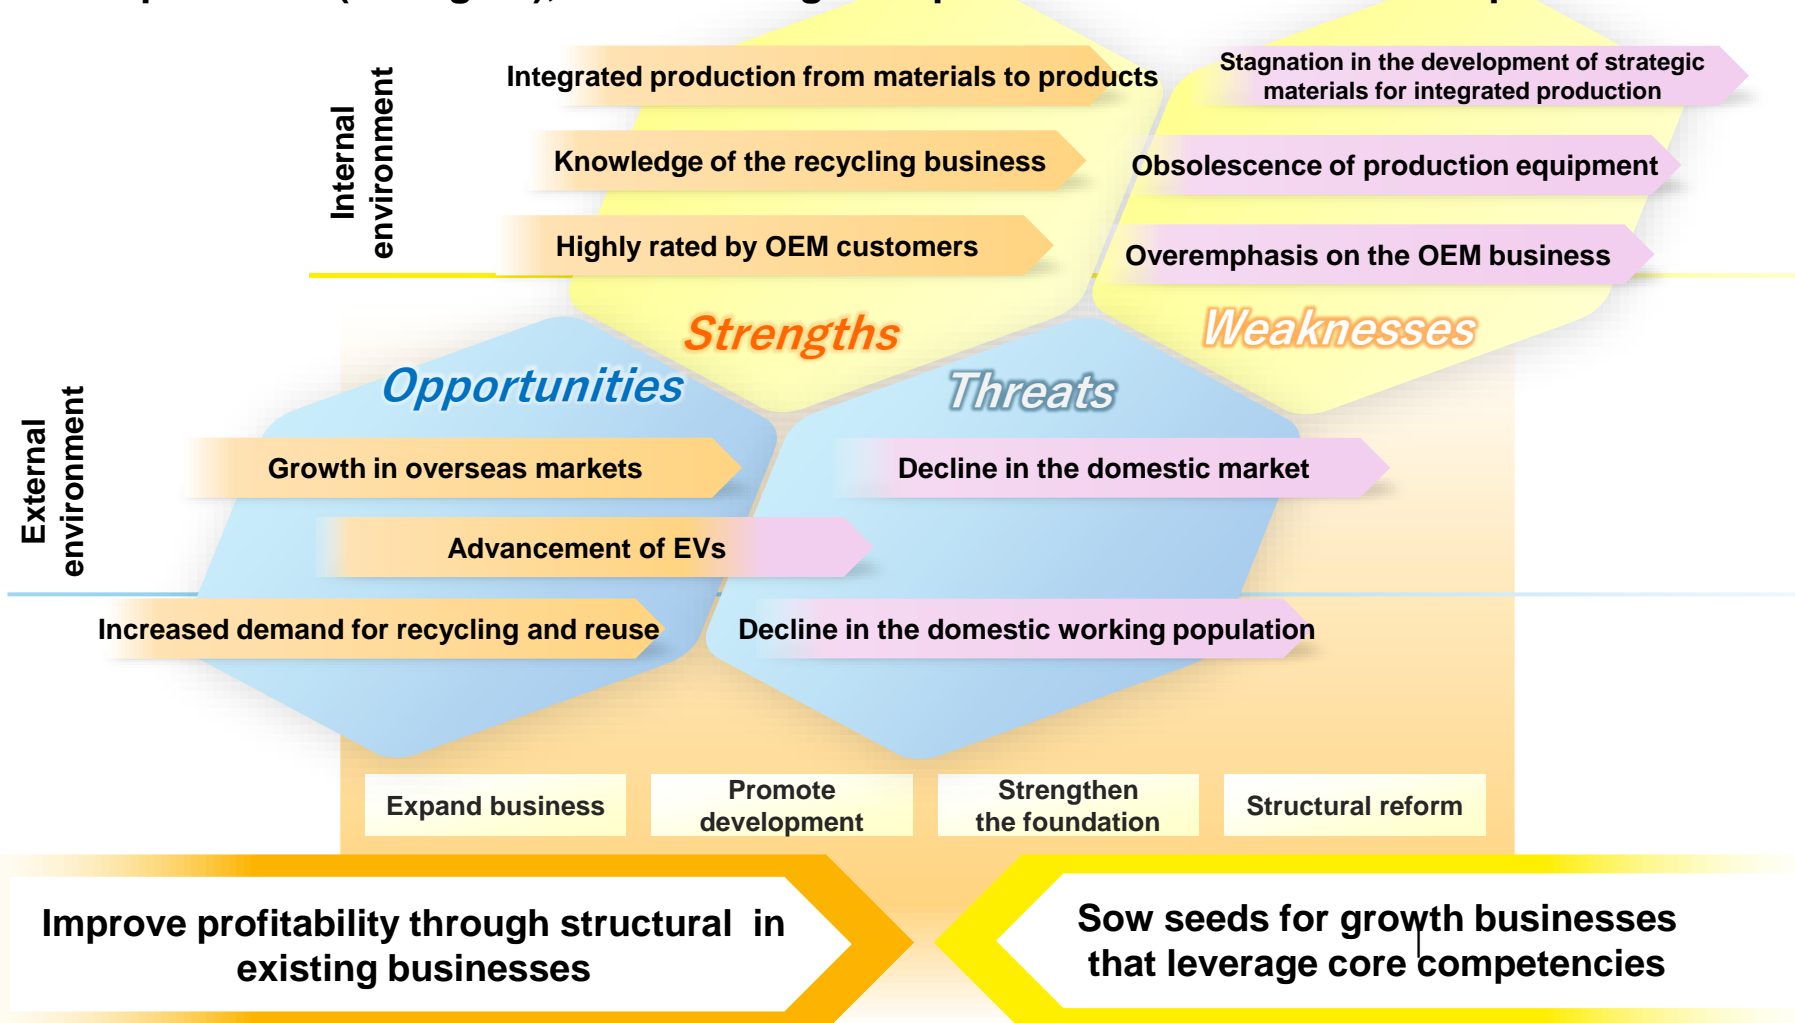 Internal
environment
Integrated production from materials to products
Knowledge of the recycling business
Highly rated by OEM customers
Strengths
Stagnation in the development of strategic
materials for integrated production
Obsolescence of production equipment
Overemphasis on the OEM business
Weaknesses
External
environment
Opportunities
Growth in overseas markets
Advancement of EVs
Increased demand for recycling and reuse
Threats
Decline in the domestic market
Decline in the domestic working population
Expand business
Promote
development
Strengthen
the foundation
Structural reform
Improve profitability through structural  in
existing businesses
Sow seeds for growth businesses
that leverage core competencies